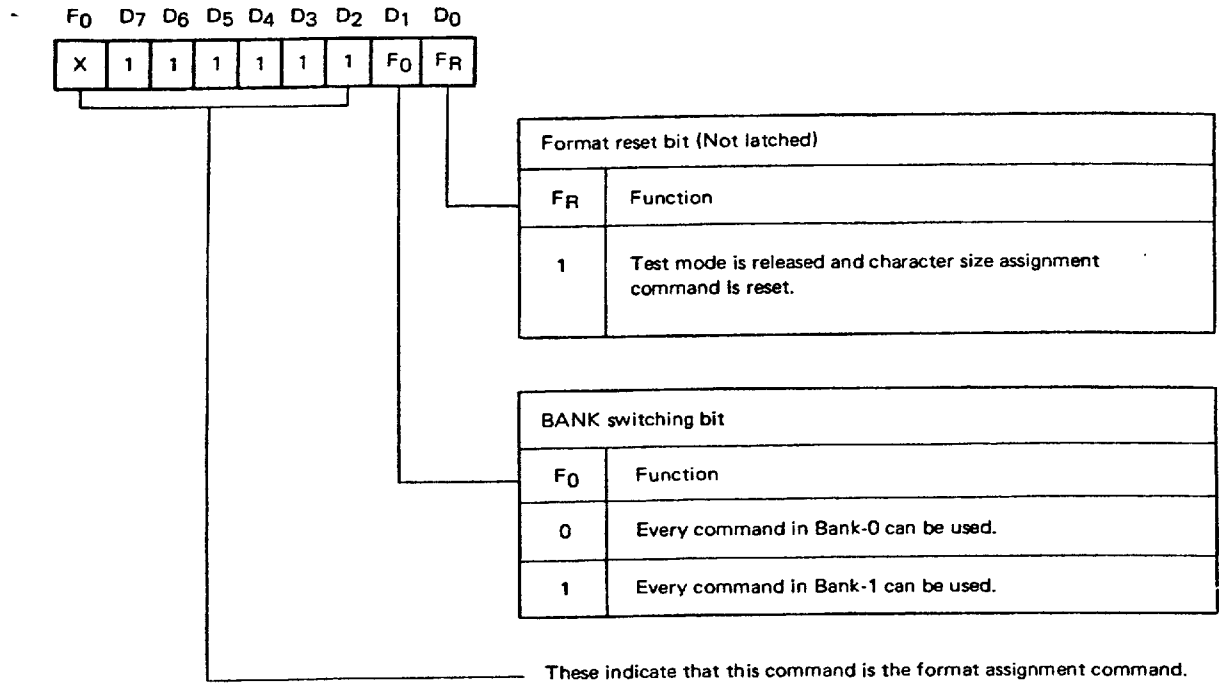 F0 D7 D6 D5 D4 D3 D2 D1 D0
X 1 1 1 1 1 1 F0 FR
Format reset bit (Not latched)
FR Function
1 Test mode is released and character size assignment
command is reset.
BANK switching bit
F0 Function
0 Every command in Bank-0 can be used.
1 Every command in Bank-1 can be used.
These indicate that this command is the format assignment command.